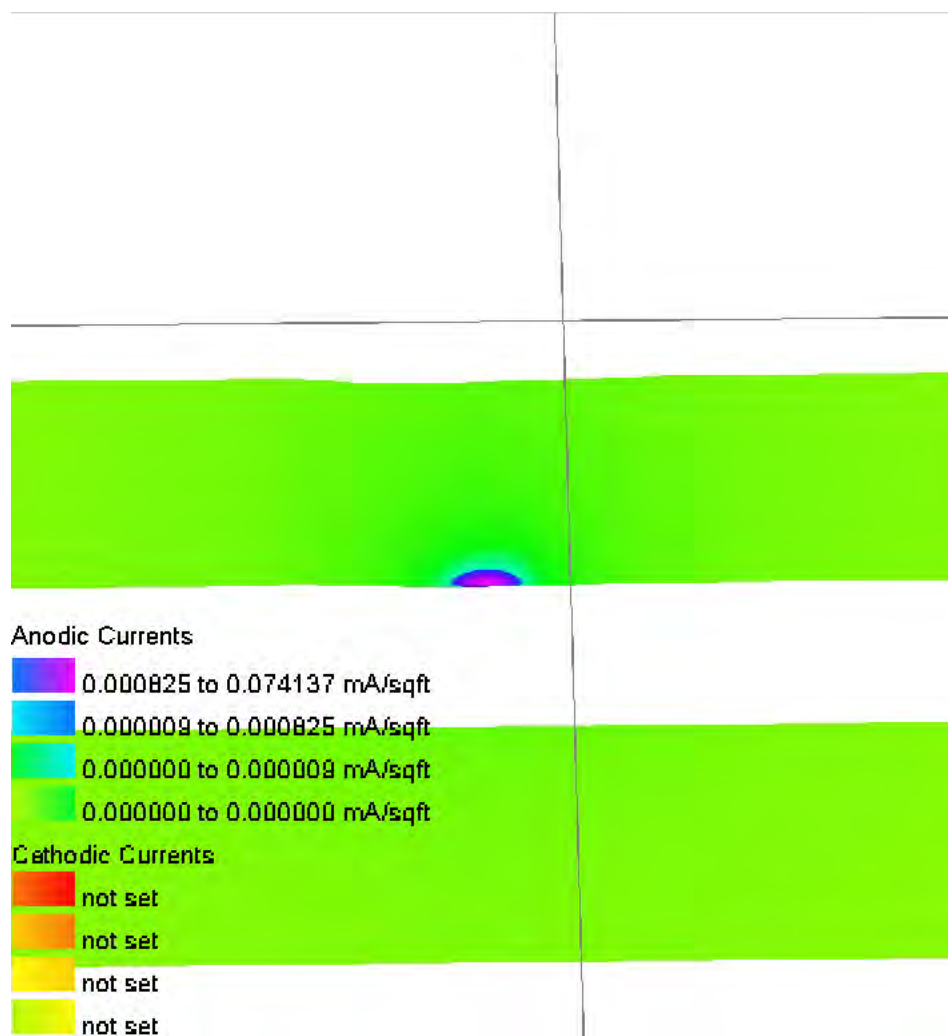 Anodic Currents
0.000825 to 0.074137 mA/sqft
0.000009 to 0.000825 mA/sqft
0.000000 to 0.000009 mA/sqft
0.000000 to 0.000000 mA/sqft
Cathodic Currents
not set
not set
not set
not set